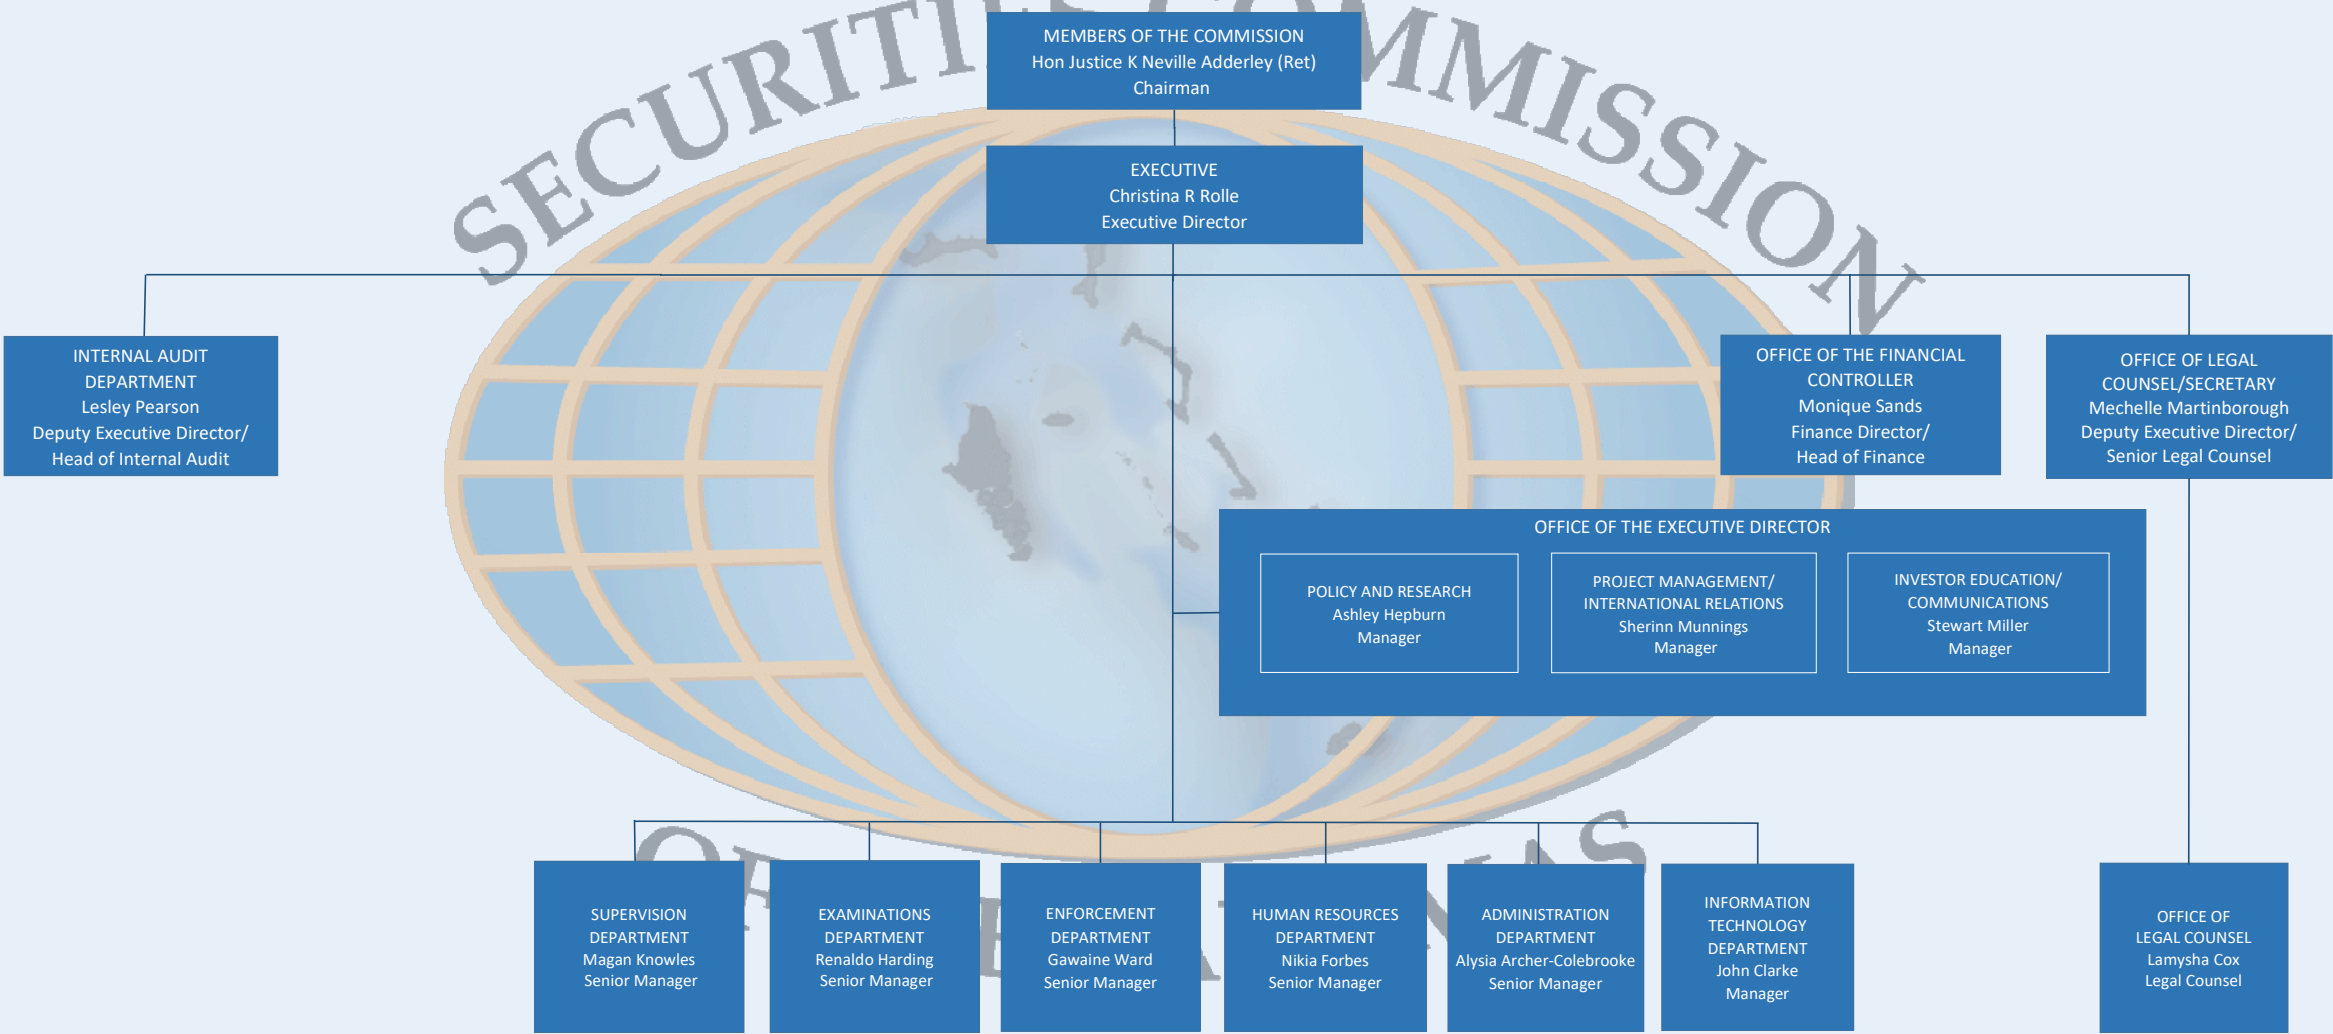 SECURITIES COMMISSION
MEMBERS OF THE COMMISSION
Hon Justice K Neville Adderley (Ret)
Chairman
EXECUTIVE
Christina R Rolle
Executive Director
INTERNAL AUDIT
DEPARTMENT
Lesley Pearson
Deputy Executive Director/
Head of Internal Audit
OFFICE OF THE FINANCIAL
CONTROLLER
Monique Sands
Finance Director/
Head of Finance
OFFICE OF LEGAL
COUNSEL/SECRETARY
Mechelle Martinborough
Deputy Executive Director/
Senior Legal Counsel
OFFICE OF THE EXECUTIVE DIRECTOR
POLICY AND RESEARCH
Ashley Hepburn
Manager
PROJECT MANAGEMENT/
INTERNATIONAL RELATIONS
Sherinn Munnings
Manager
INVESTOR EDUCATION/
COMMUNICATIONS
Stewart Miller
Manager
SUPERVISION
DEPARTMENT
Magan Knowles
Senior Manager
EXAMINATIONS
DEPARTMENT
Renaldo Harding
Senior Manager
ENFORCEMENT
DEPARTMENT
Gawaine Ward
Senior Manager
HUMAN RESOURCES
DEPARTMENT
Nikia Forbes
Senior Manager
ADMINISTRATION
DEPARTMENT
Alysia Archer-Colebrooke
Senior Manager
INFORMATION
TECHNOLOGY
DEPARTMENT
John Clarke
Manager
OFFICE OF
LEGAL COUNSEL
Lamysha Cox
Legal Counsel